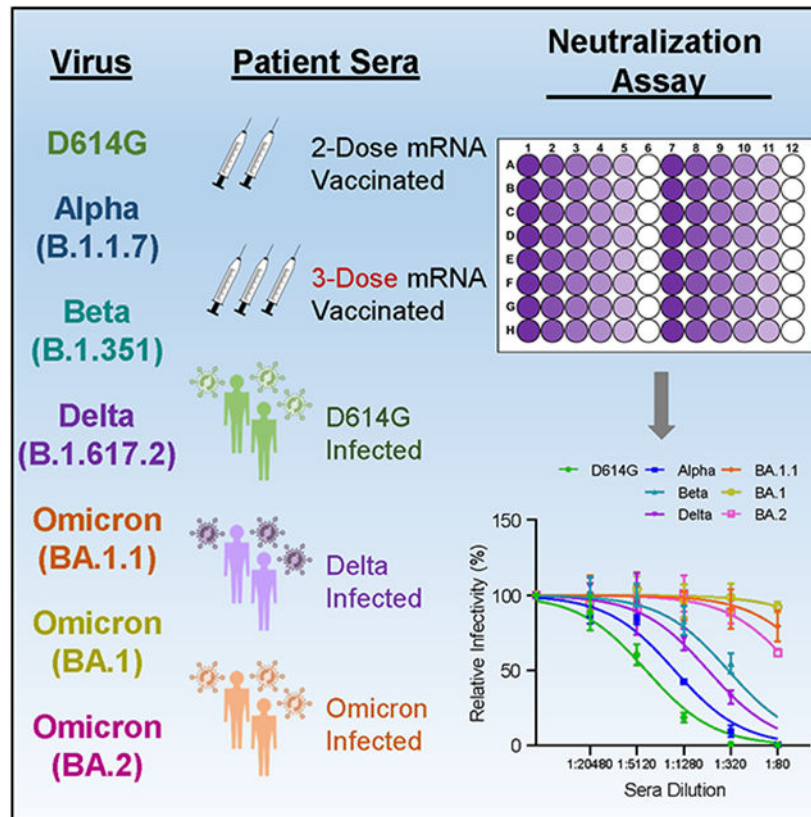 Virus
D614G
Alpha
(B.1.1.7)
Beta
(B.1.351)
Delta
(B.1.617.2)
Omicron
(BA.1.1)
Omicron
(BA.1)
Omicron
(BA.2)
Patient Sera
2-Dose mRNA
Vaccinated
3-Dose mRNA
Vaccinated
D614G
Infected
Delta
Infected
Omicron
Infected
Neutralization
Assay
1 2 3 4 5 6 7 8 9 10 11 12
A
B
C
D
E
F
G
H
D614G Alpha BA.1.1
Beta BA.1
Delta BA.2
Relative Infectivity (%)
150
100
50
0
1:20480 1:5120 1:1280 1:320 1:80
Sera Dilution